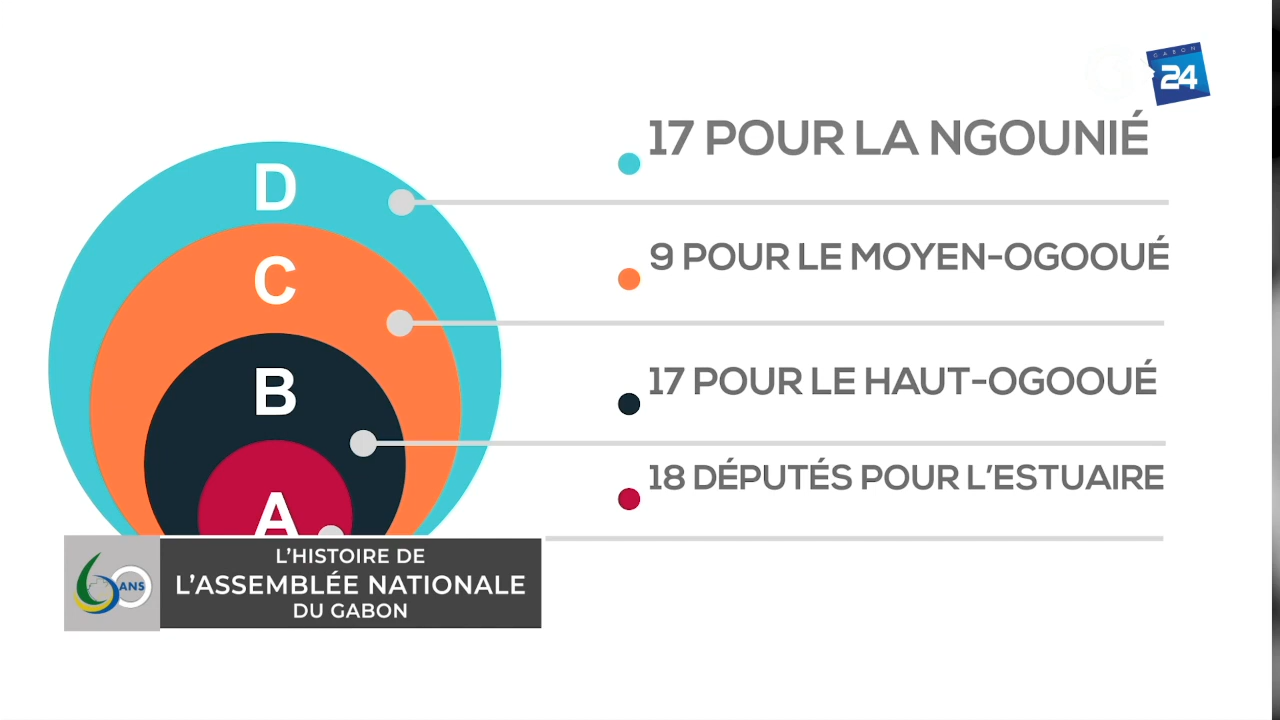 GABON
24
17 POUR LA NGOUNIÉ
D
9 POUR LE MOYEN-OGOOUÉ
C
17 POUR LE HAUT-OGOOUÉ
B
18 DÉPUTÉS POUR L'ESTUAIRE
A
60 ANS
L'HISTOIRE DE
L'ASSEMBLÉE NATIONALE
DU GABON